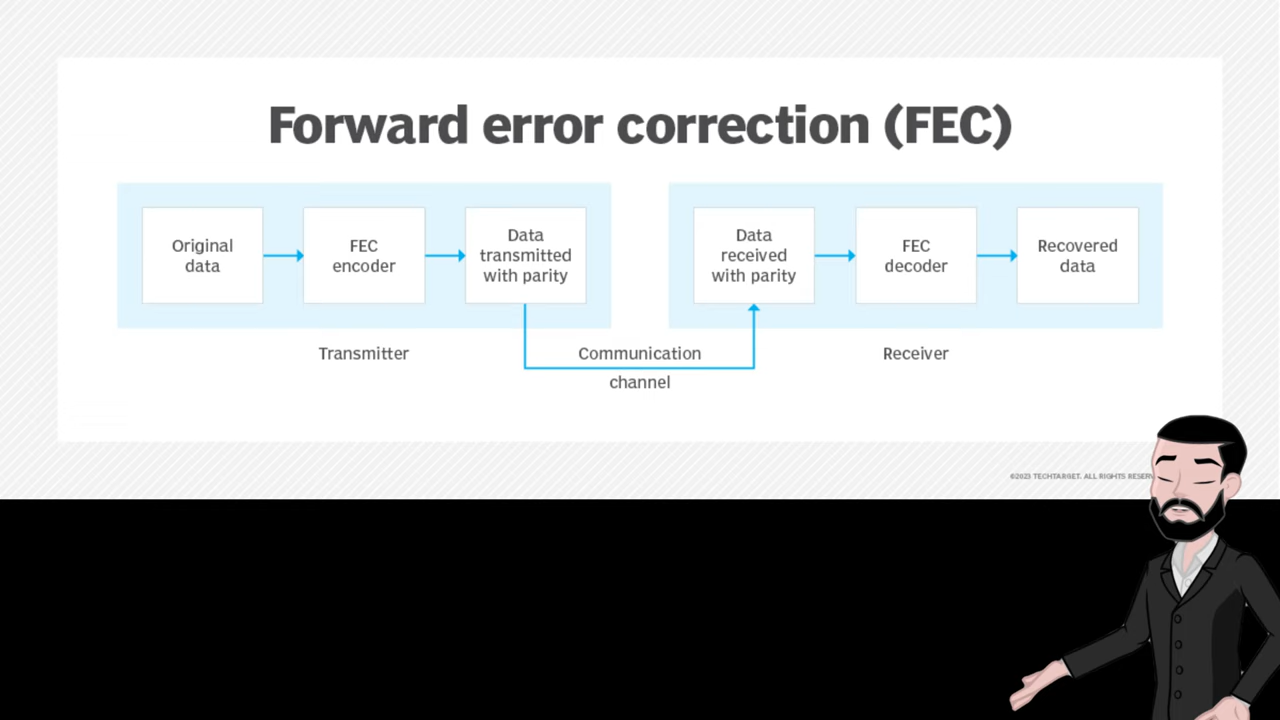 Forward error correction (FEC)
Original
data
FEC
encoder
Data
transmitted
with parity
Data
received
with parity
FEC
decoder
Recovered
data
Transmitter
Communication
channel
Receiver
©2023 TECHTARGET. ALL RIGHTS